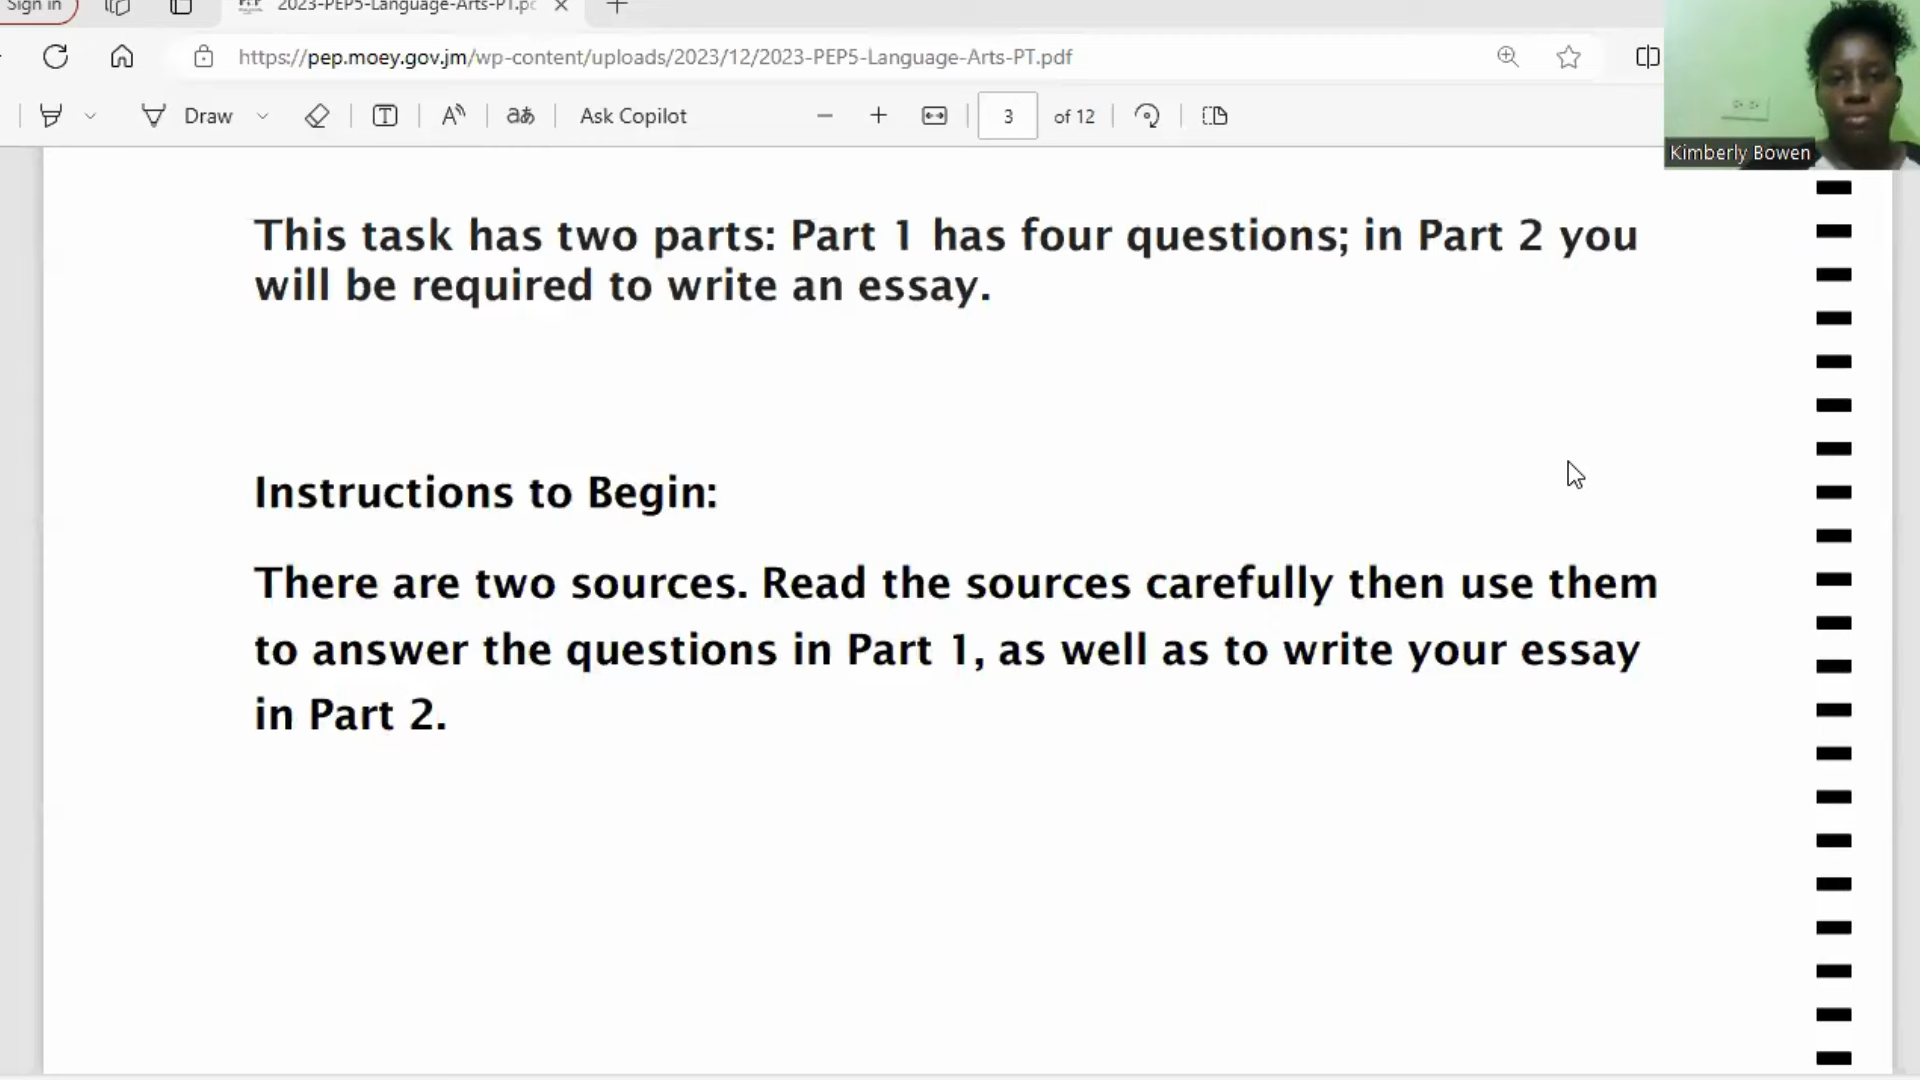 Sign in
2023-PEP5-Language-Arts-PT.pd
https://pep.moey.gov.jm/wp-content/uploads/2023/12/2023-PEP5-Language-Arts-PT.pdf
Draw
aあ
Ask Copilot
3 of 12
Kimberly Bowen
This task has two parts: Part 1 has four questions; in Part 2 you
will be required to write an essay.
Instructions to Begin:
There are two sources. Read the sources carefully then use them
to answer the questions in Part 1, as well as to write your essay
in Part 2.